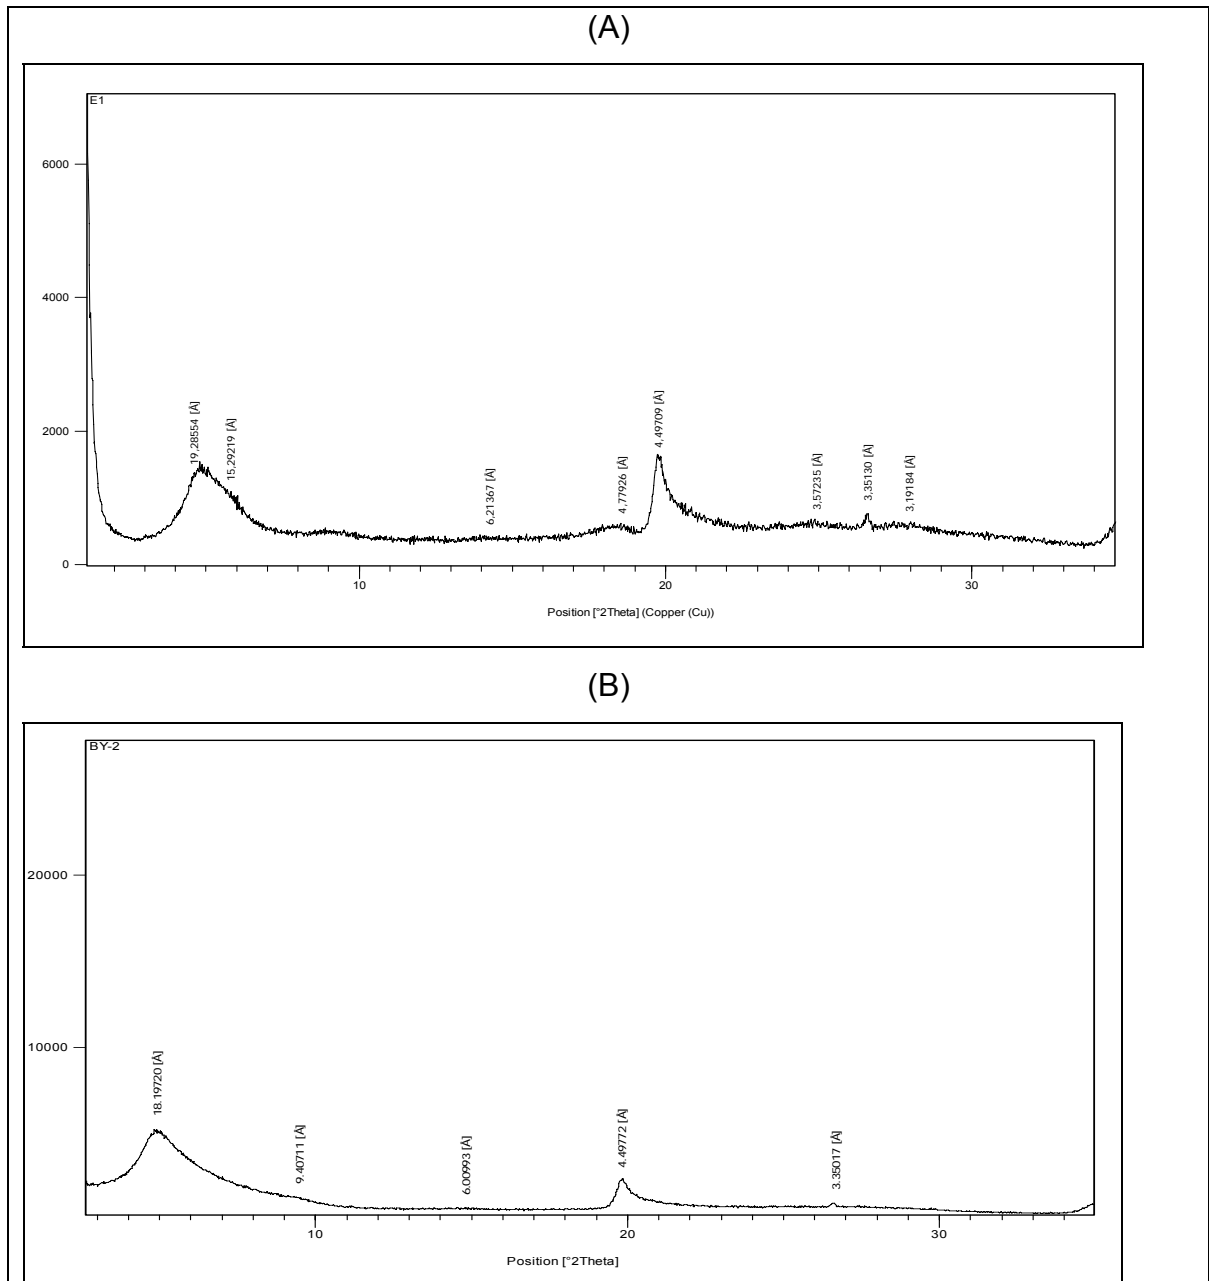 (A)
E1
6000
4000
2000
0
19,28554 [Å]
15,29219 [Å]
6,21367 [Å]
4,77926 [Å]
4,49709 [Å]
3,57235 [Å]
3,35130 [Å]
3,19184 [Å]
10
20
30
Position [°2Theta] (Copper (Cu))
(B)
BY-2
20000
10000
18.19720 [Å]
9.40711 [Å]
6.00993 [Å]
4.49772 [Å]
3.35017 [Å]
10
20
30
Position [°2Theta]